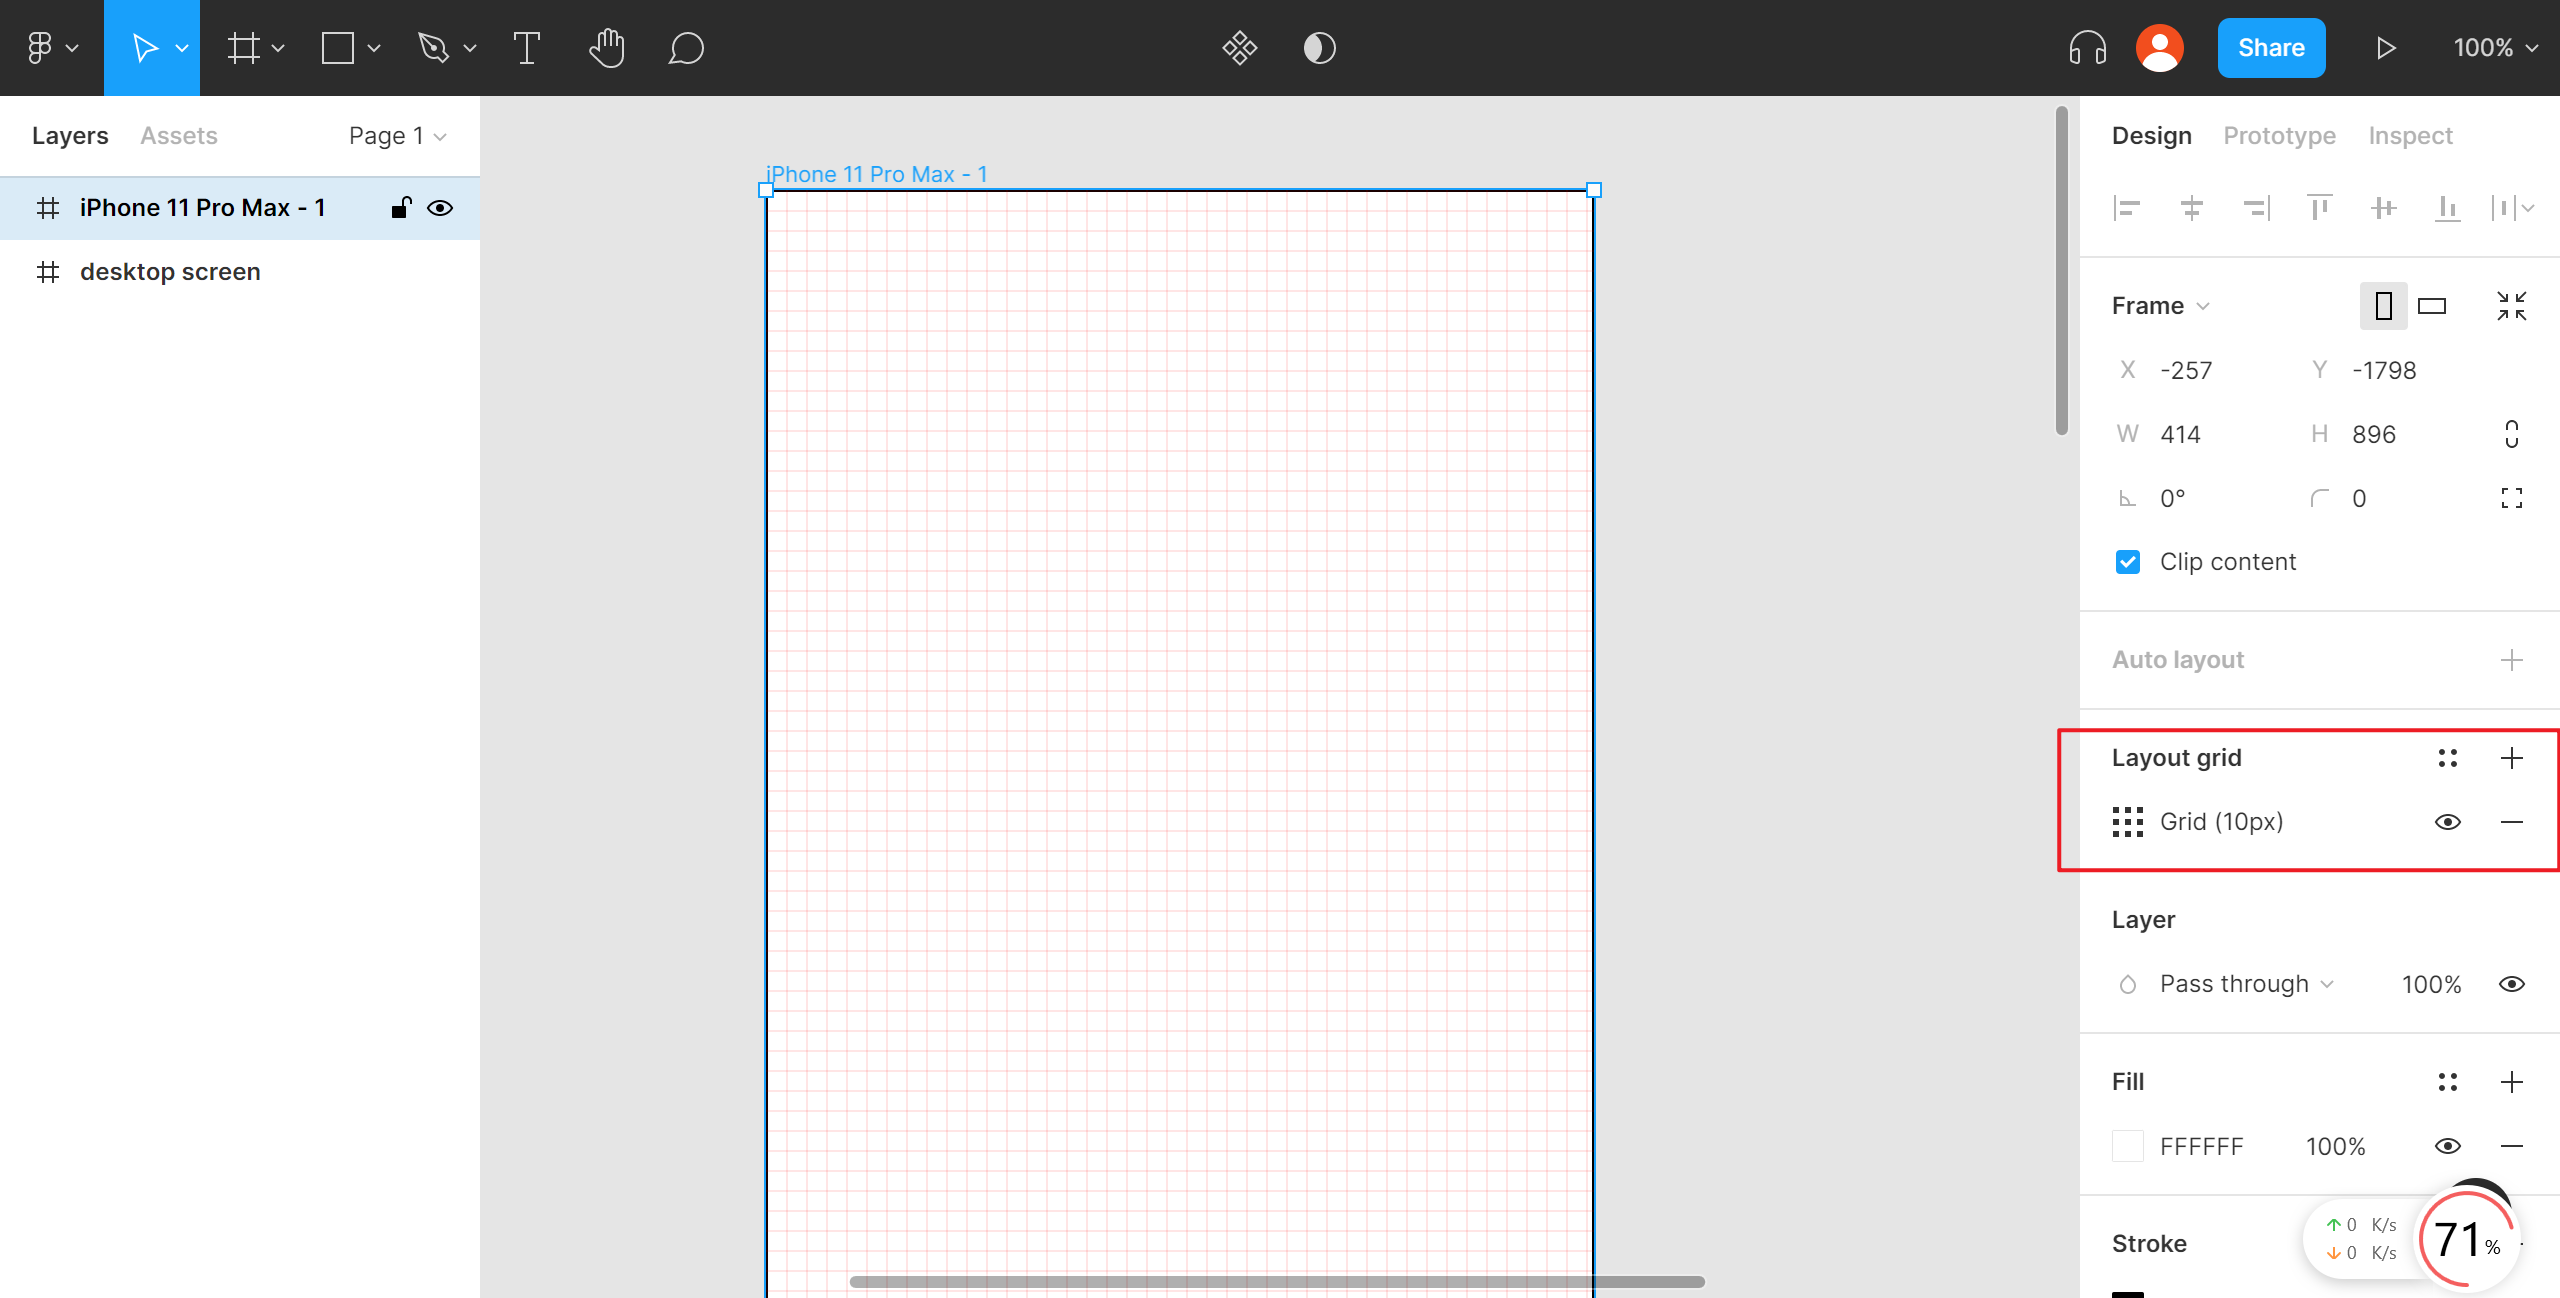 Share
100%
Layers Assets Page 1
iPhone 11 Pro Max - 1
desktop screen
iPhone 11 Pro Max - 1
Design Prototype Inspect
Frame
X -257 Y -1798
W 414 H 896
0° 0
Clip content
Auto layout
Layout grid
Grid (10px)
Layer
Pass through 100%
Fill
FFFFFF 100%
Stroke
0 K/s
0 K/s
71%